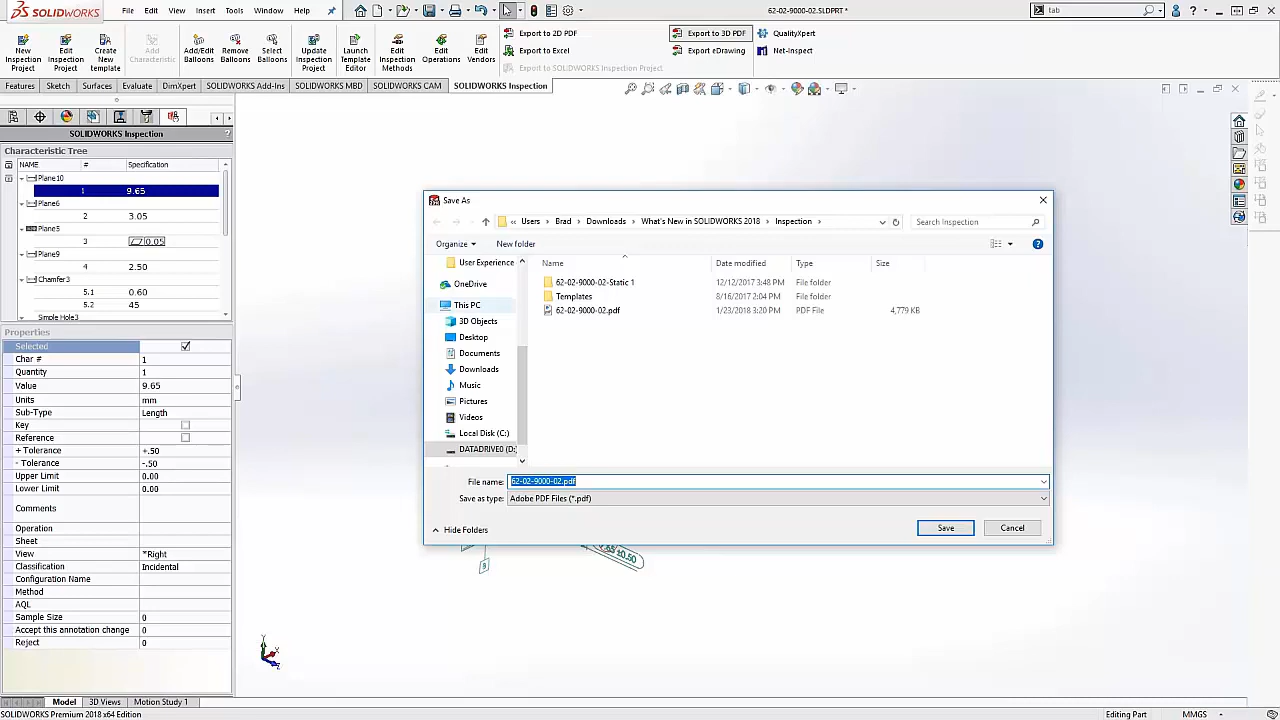 SOLIDWORKS
File Edit View Insert Tools Window Help
62-02-9000-02.SLDPRT *
tab
New Inspection Project
Edit Inspection Project
Create New template
Add Characteristic
Add/Edit Balloons
Remove Balloons
Select Balloons
Update Inspection Project
Launch Template Editor
Edit Inspection Methods
Edit Operations
Edit Vendors
Export to 2D PDF
Export to Excel
Export to SOLIDWORKS Inspection Project
Export to 3D PDF
Export eDrawing
QualityXpert
Net-Inspect
Features Sketch Surfaces Evaluate DimXpert SOLIDWORKS Add-Ins SOLIDWORKS MBD SOLIDWORKS CAM SOLIDWORKS Inspection
SOLIDWORKS Inspection ?
Characteristic Tree
NAME # Specification
Plane10
1 9.65
Plane6
2 3.05
Plane5
3 0.05
Plane9
4 2.50
Chamfer3
5.1 0.60
5.2 45
Simple Hole3
Properties
Selected
Char # 1
Quantity 1
Value 9.65
Units mm
Sub-Type Length
Key
Reference
+ Tolerance +.50
- Tolerance -.50
Upper Limit 0.00
Lower Limit 0.00
Comments
Operation
Sheet
View *Right
Classification Incidental
Configuration Name
Method
AQL
Sample Size 0
Accept this annotation change 0
Reject 0
Save As
« Users › Brad › Downloads › What's New in SOLIDWORKS 2018 › Inspection ›
Search Inspection
Organize New folder
User Experience
OneDrive
This PC
3D Objects
Desktop
Documents
Downloads
Music
Pictures
Videos
Local Disk (C:)
DATADRIVE0 (D:
Name Date modified Type Size
62-02-9000-02-Static 1 12/12/2017 3:48 PM File folder
Templates 8/16/2017 2:04 PM File folder
62-02-9000-02.pdf 1/23/2018 3:20 PM PDF File 4,779 KB
File name: 62-02-9000-02.pdf
Save as type: Adobe PDF Files (*.pdf)
Hide Folders
Save Cancel
±0.50
Y
X
Model 3D Views Motion Study 1
SOLIDWORKS Premium 2018 x64 Edition
Editing Part MMGS